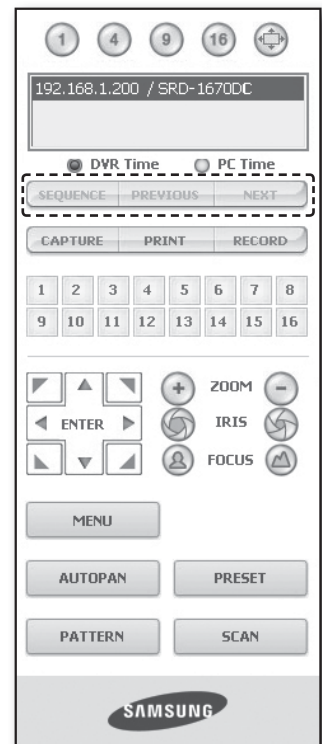 1 4 9 16
192.168.1.200 / SRD-1670DC
DVR Time PC Time
SEQUENCE PREVIOUS NEXT
CAPTURE PRINT RECORD
1 2 3 4 5 6 7 8
9 10 11 12 13 14 15 16
ZOOM
ENTER IRIS
FOCUS
MENU
AUTOPAN PRESET
PATTERN SCAN
SAMSUNG